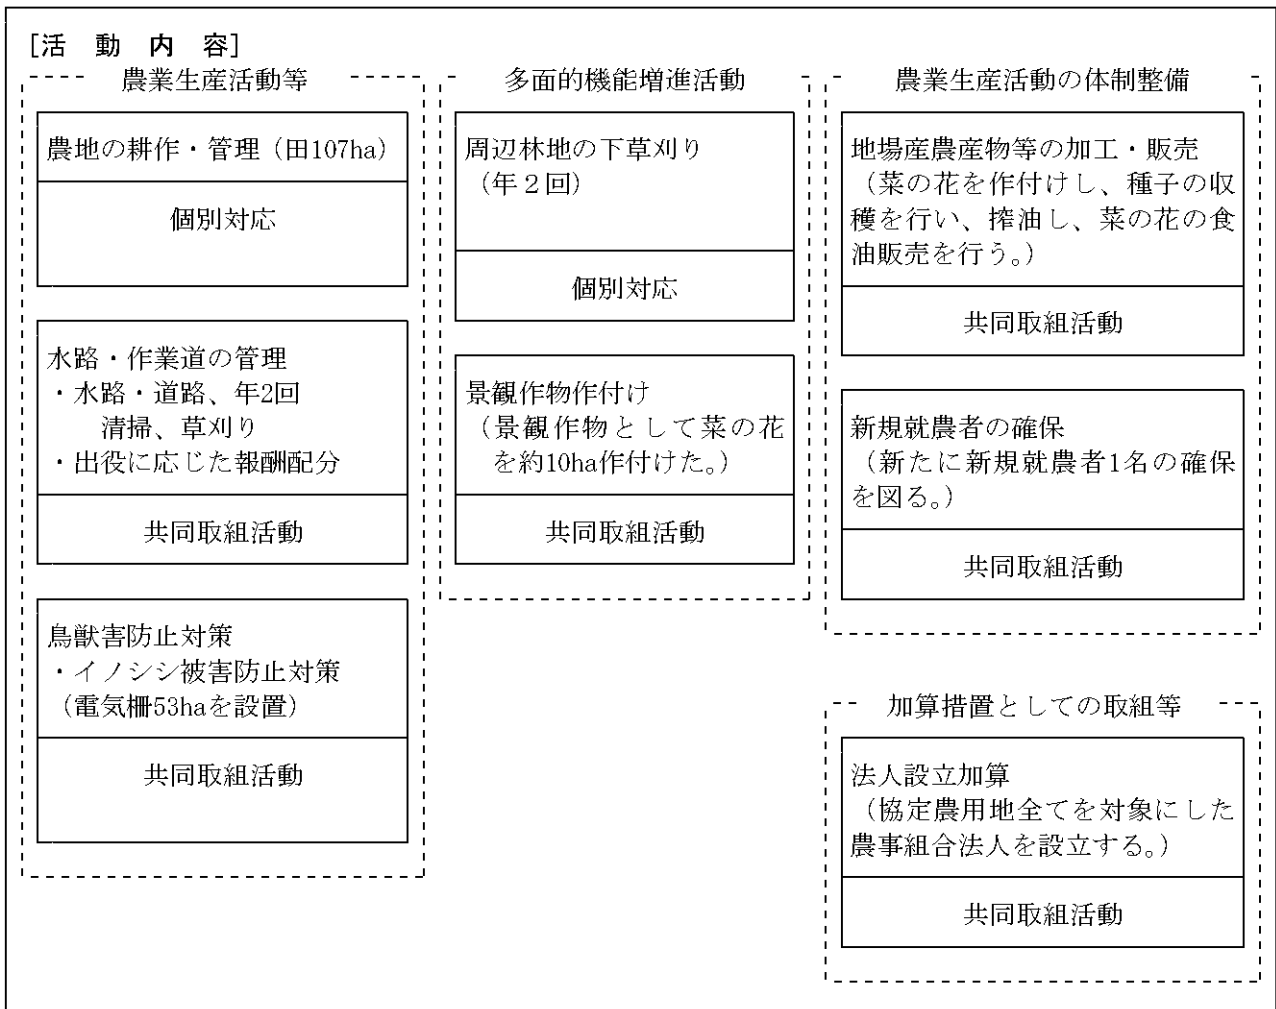 [活　動　内　容]
農業生産活動等
農地の耕作・管理（田107ha）
個別対応
水路・作業道の管理
・水路・道路、年2回
清掃、草刈り
・出役に応じた報酬配分
共同取組活動
鳥獣害防止対策
・イノシシ被害防止対策
（電気柵53haを設置）
共同取組活動
多面的機能増進活動
周辺林地の下草刈り
（年２回）
個別対応
景観作物作付け
（景観作物として菜の花
を約10ha作付けた。）
共同取組活動
農業生産活動の体制整備
地場産農産物等の加工・販売
（菜の花を作付けし、種子の収
穫を行い、搾油し、菜の花の食
油販売を行う。）
共同取組活動
新規就農者の確保
（新たに新規就農者1名の確保
を図る。）
共同取組活動
加算措置としての取組等
法人設立加算
（協定農用地全てを対象にした
農事組合法人を設立する。）
共同取組活動